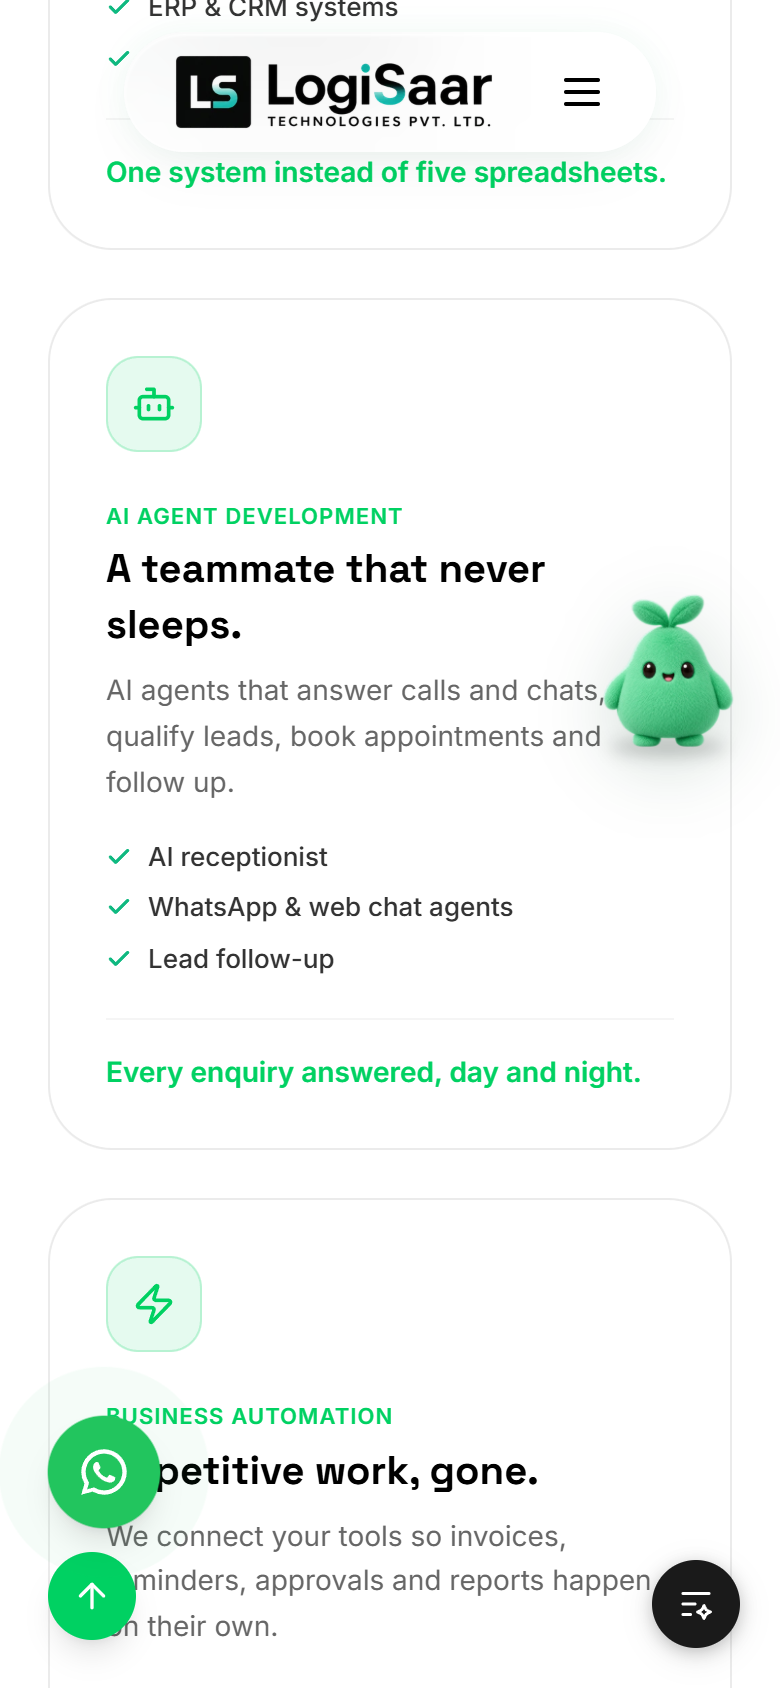 ERP & CRM systems
LS LogiSaar
TECHNOLOGIES PVT. LTD.
One system instead of five spreadsheets.
AI AGENT DEVELOPMENT
A teammate that never
sleeps.
AI agents that answer calls and chats,
qualify leads, book appointments and
follow up.
AI receptionist
WhatsApp & web chat agents
Lead follow-up
Every enquiry answered, day and night.
BUSINESS AUTOMATION
work, gone.
We connect your tools so invoices,
approvals and reports happen
on their own.